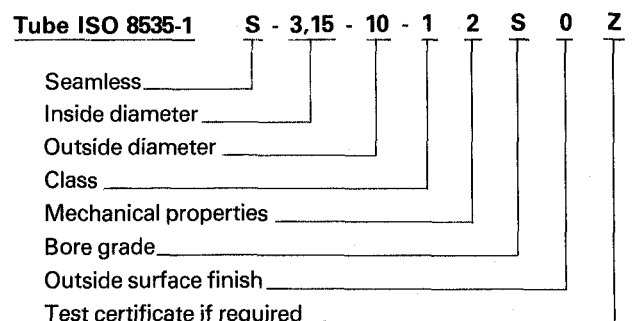 Tube ISO 8535-1 S - 3,15 - 10 - 1 2 S 0 Z
Seamless
Inside diameter
Outside diameter
Class
Mechanical properties
Bore grade
Outside surface finish
Test certificate if required